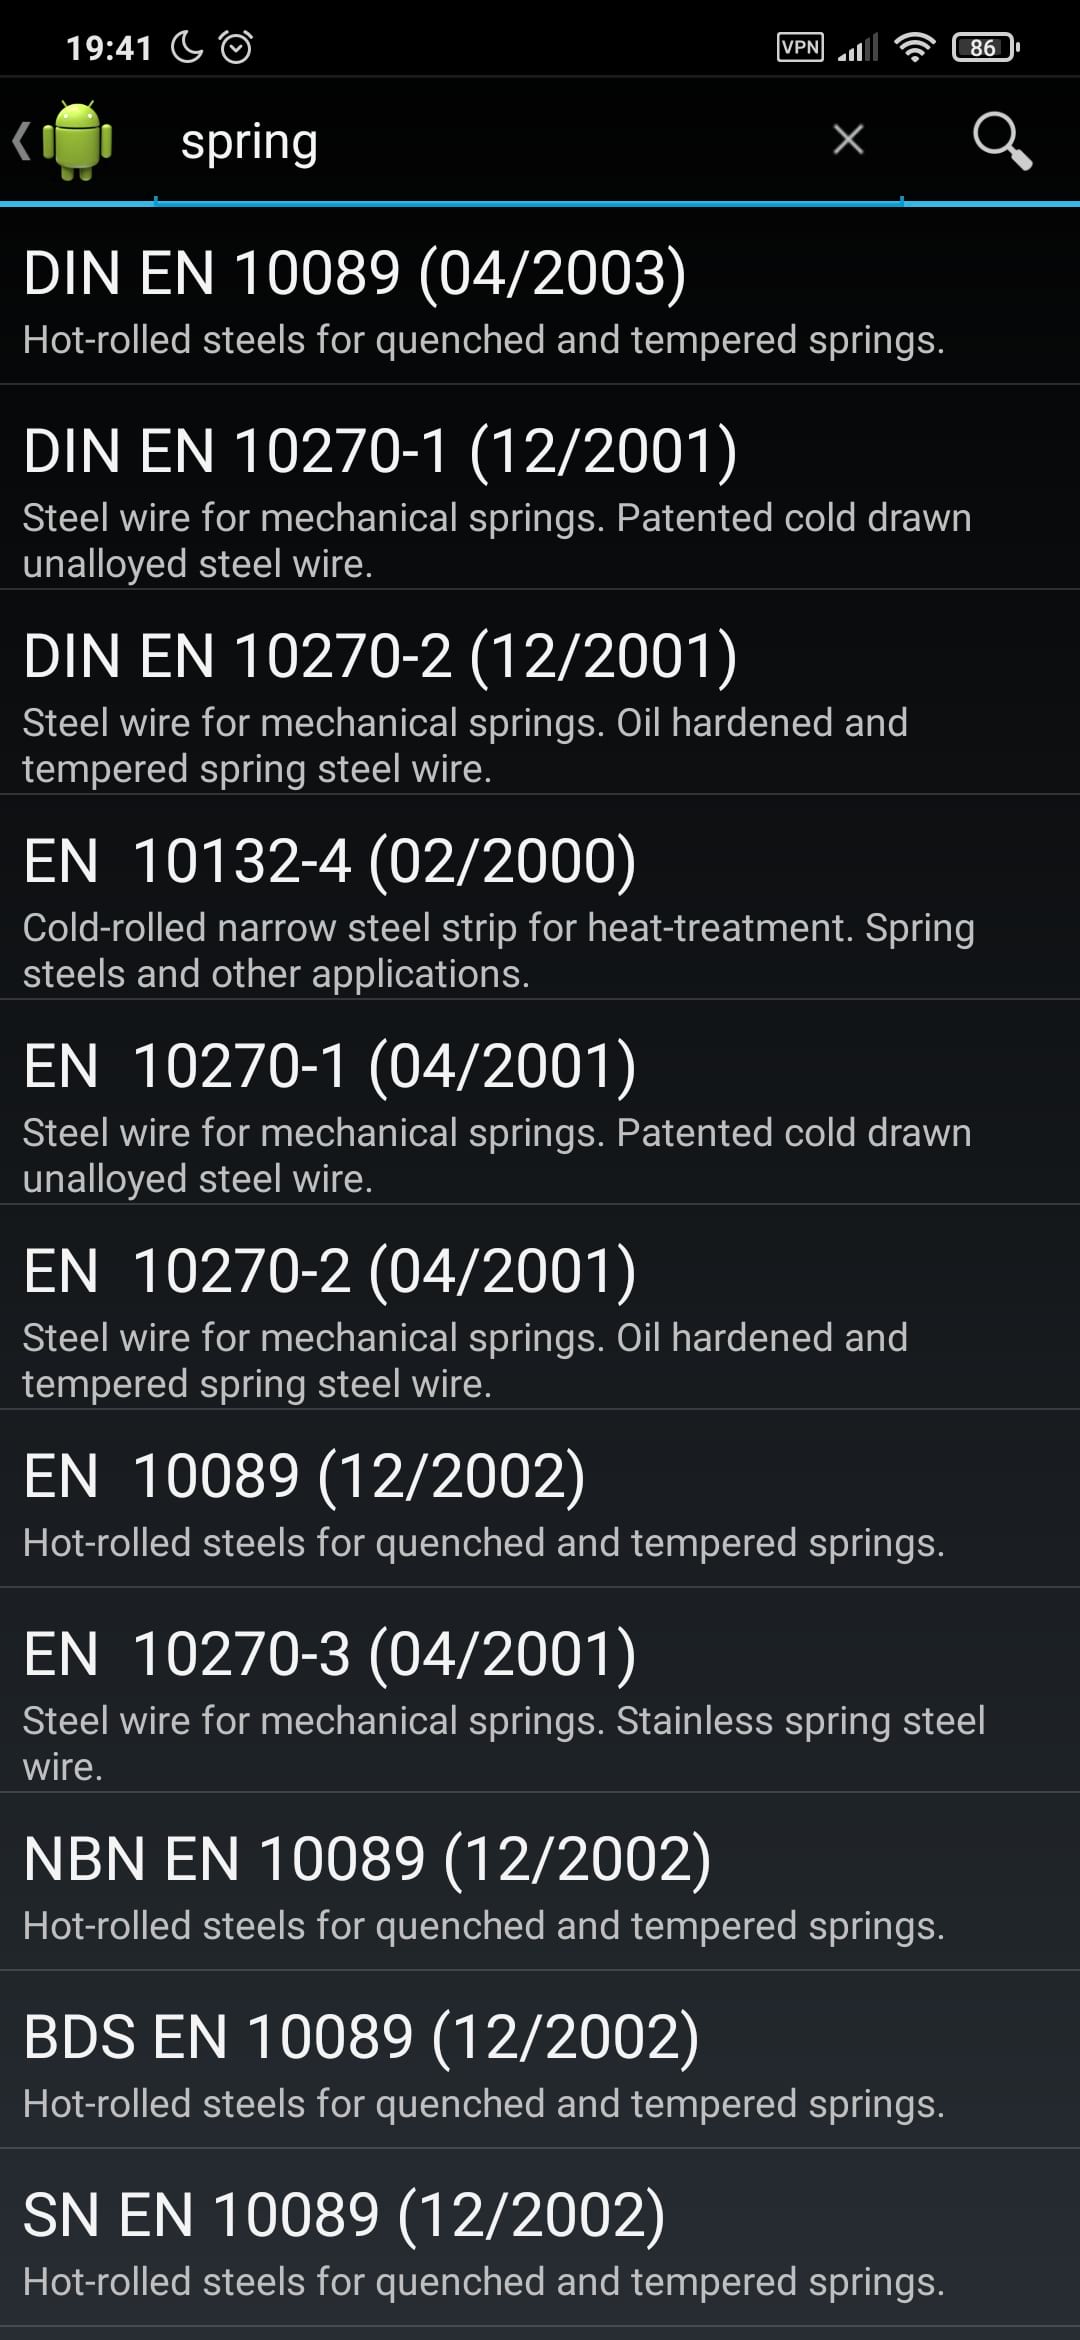 19:41
VPN
86
spring
DIN EN 10089 (04/2003)
Hot-rolled steels for quenched and tempered springs.
DIN EN 10270-1 (12/2001)
Steel wire for mechanical springs. Patented cold drawn
unalloyed steel wire.
DIN EN 10270-2 (12/2001)
Steel wire for mechanical springs. Oil hardened and
tempered spring steel wire.
EN  10132-4 (02/2000)
Cold-rolled narrow steel strip for heat-treatment. Spring
steels and other applications.
EN  10270-1 (04/2001)
Steel wire for mechanical springs. Patented cold drawn
unalloyed steel wire.
EN  10270-2 (04/2001)
Steel wire for mechanical springs. Oil hardened and
tempered spring steel wire.
EN  10089 (12/2002)
Hot-rolled steels for quenched and tempered springs.
EN  10270-3 (04/2001)
Steel wire for mechanical springs. Stainless spring steel
wire.
NBN EN 10089 (12/2002)
Hot-rolled steels for quenched and tempered springs.
BDS EN 10089 (12/2002)
Hot-rolled steels for quenched and tempered springs.
SN EN 10089 (12/2002)
Hot-rolled steels for quenched and tempered springs.